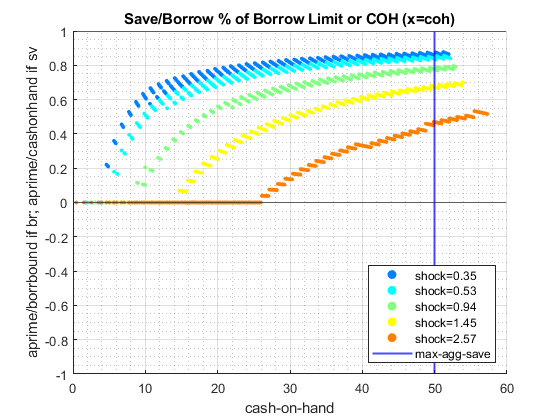 Save/Borrow % of Borrow Limit or COH (x=coh)
aprime/borrbound if br; aprime/cashonhand if sv
1
0.8
0.6
0.4
0.2
0
-0.2
-0.4
-0.6
-0.8
-1
shock=0.35
shock=0.53
shock=0.94
shock=1.45
shock=2.57
max-agg-save
0 10 20 30 40 50 60
cash-on-hand